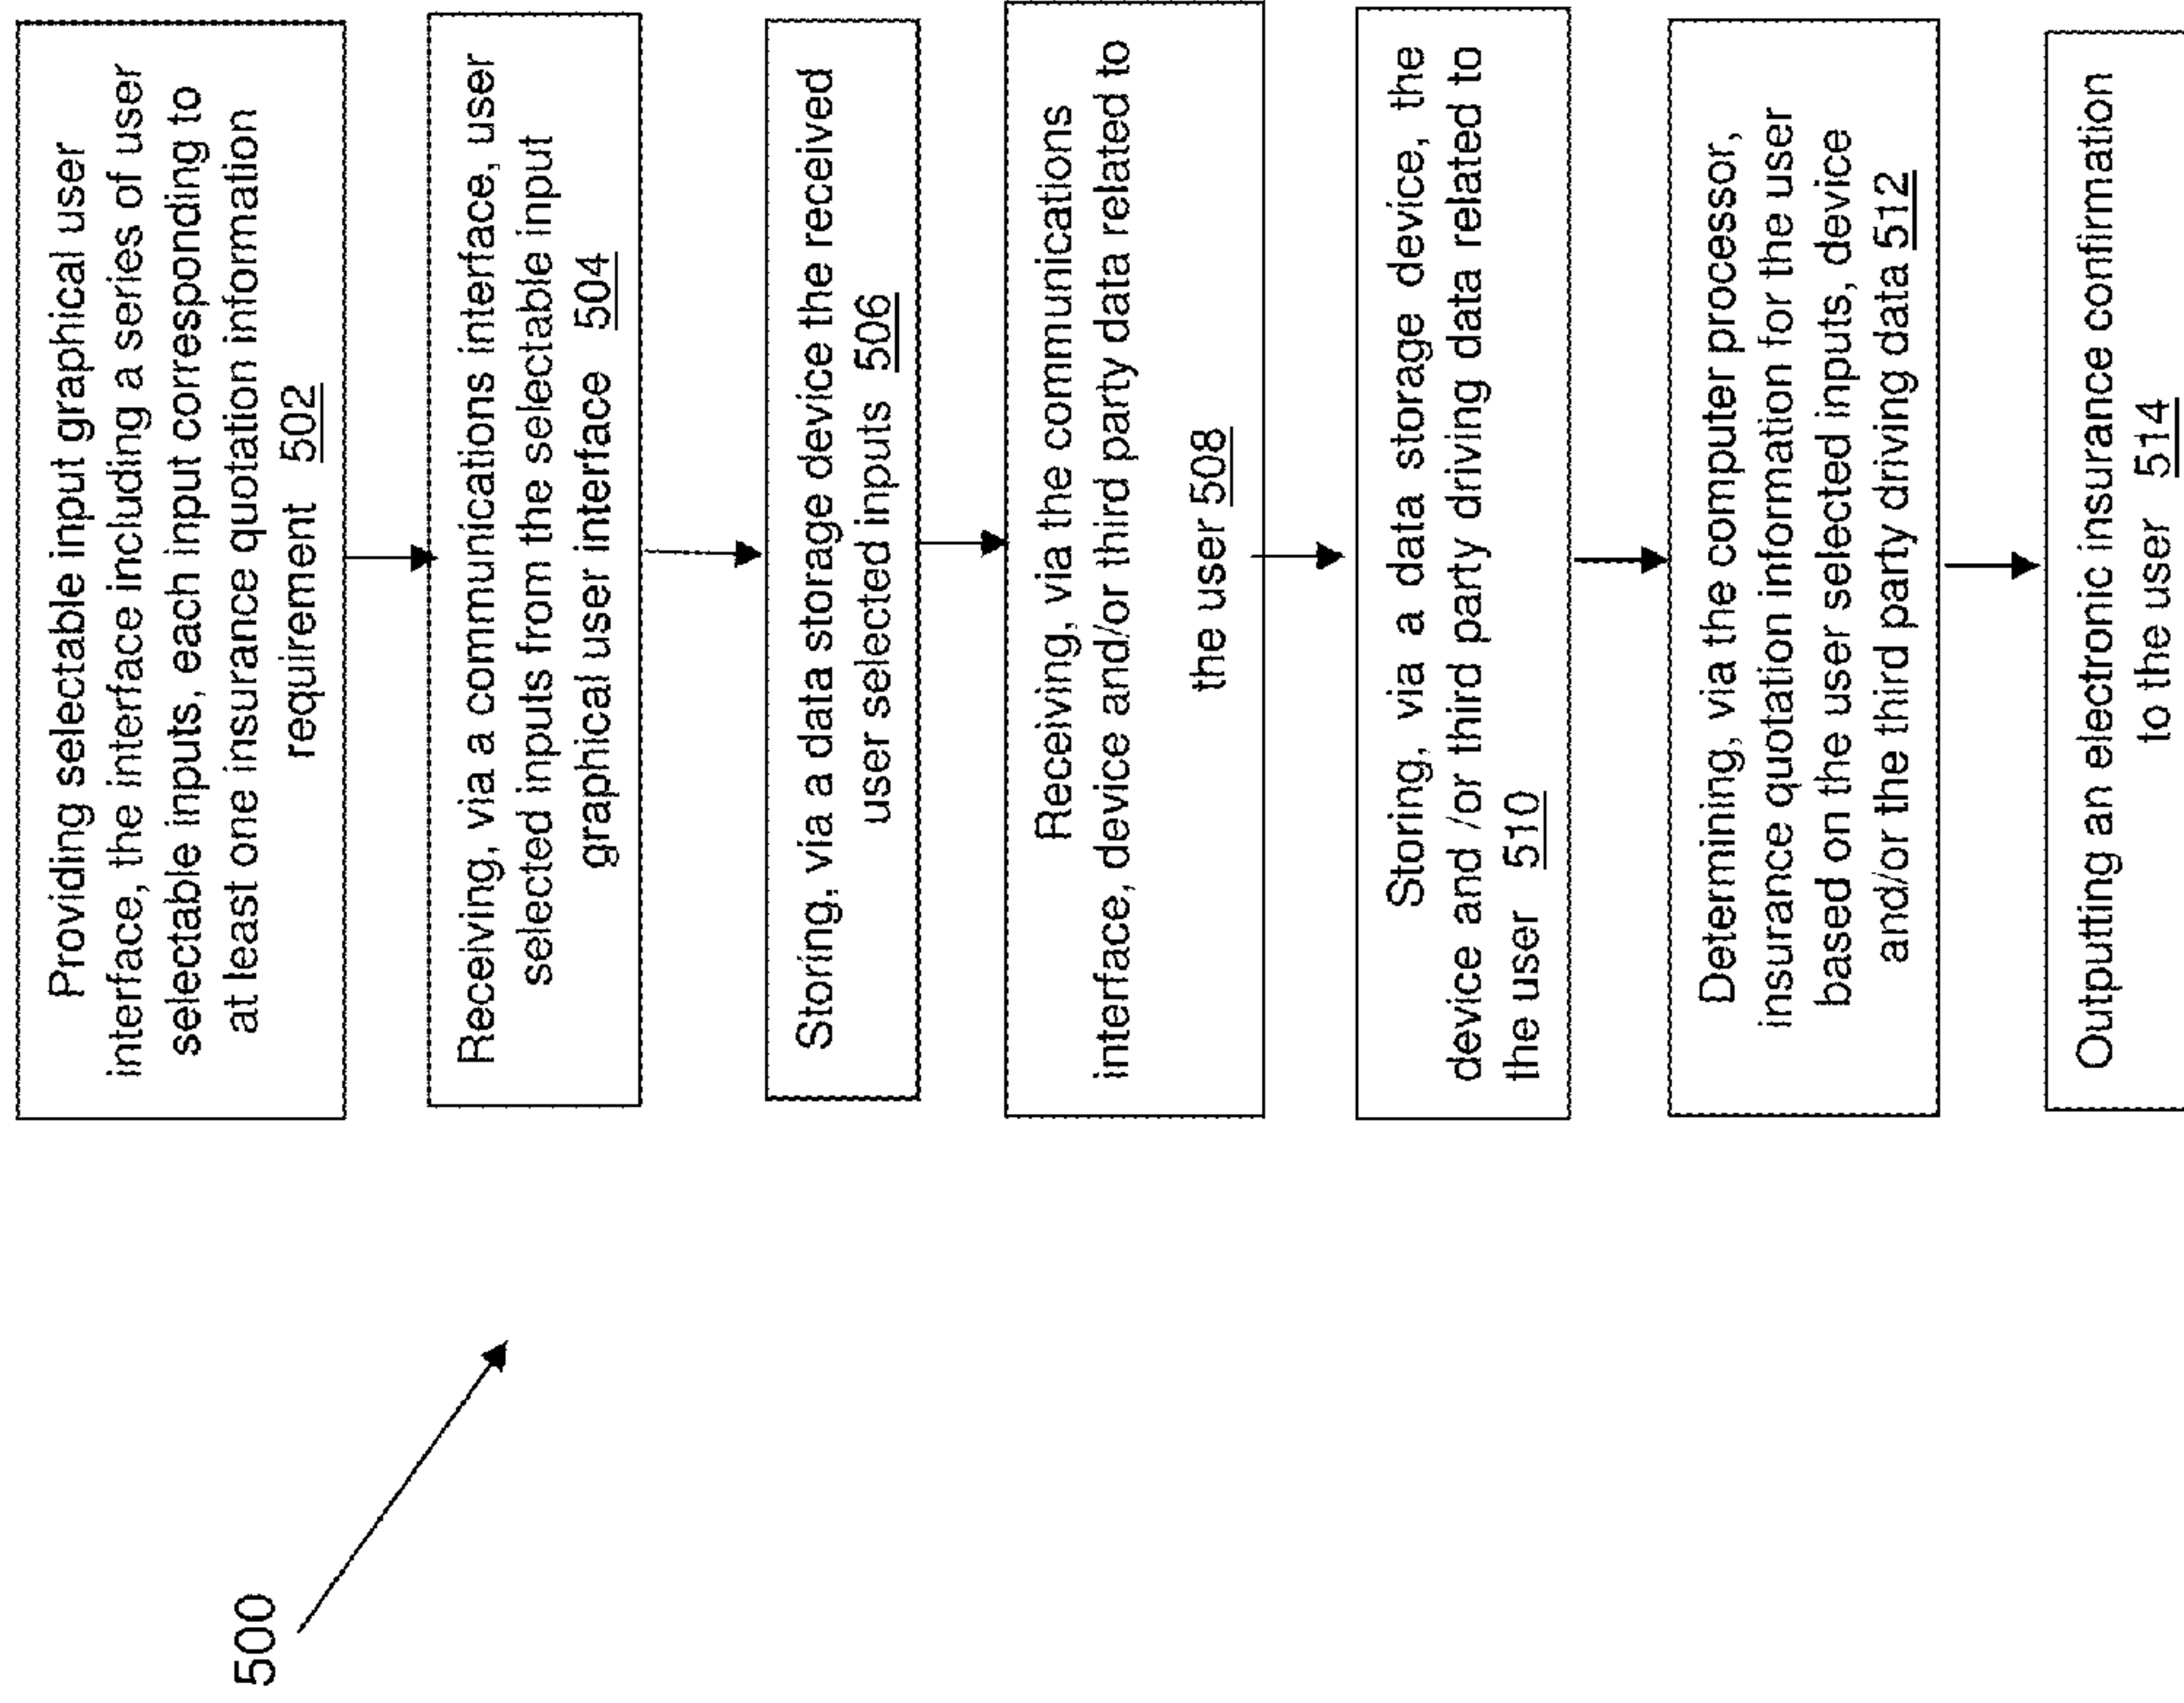 Providing selectable input graphical user
interface, the interface including a series of user
selectable inputs, each input corresponding to
at least one insurance quotation information
requirement 502
Receiving, via a communications interface, user
selected inputs from the selectable input
graphical user interface 504
Storing, via a data storage device the received
user selected inputs 506
Receiving, via the communications
interface, device and/or third party data related to
the user 508
Storing, via a data storage device, the
device and /or third party driving data related to
the user 510
Determining, via the computer processor,
insurance quotation information for the user
based on the user selected inputs, device
and/or the third party driving data 512
Outputting an electronic insurance confirmation
to the user 514
500